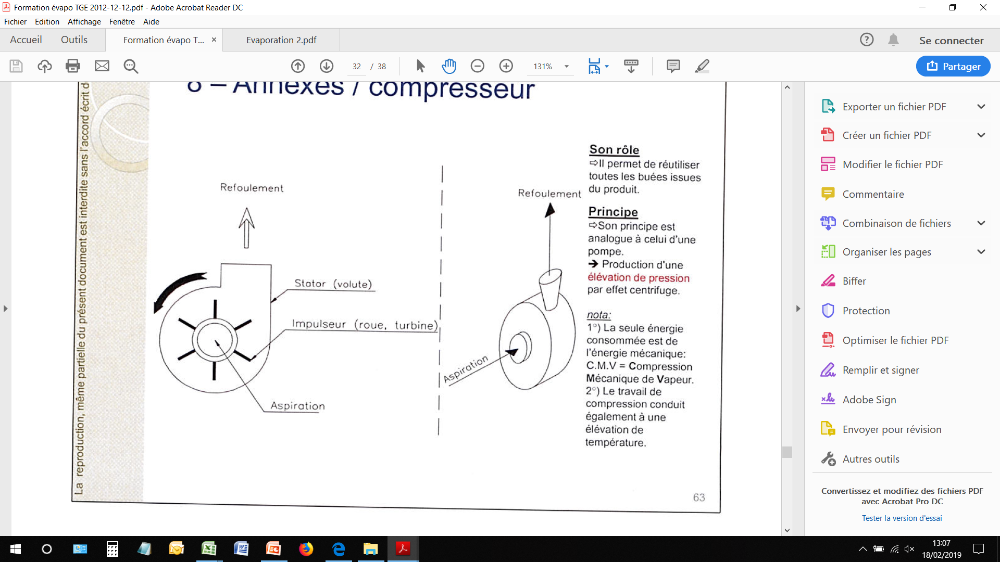 Formation évapo TGE 2012-12-12.pdf - Adobe Acrobat Reader DC
Fichier Edition Affichage Fenêtre Aide
Accueil Outils Formation évapo T... Evaporation 2.pdf Se connecter
32 / 38 131% Partager
8 – Annexes / compresseur
La reproduction, même partielle du présent document est interdite sans l'accord écrit de
Refoulement
Stator (volute)
Impulseur (roue, turbine)
Aspiration
Refoulement
Aspiration
Son rôle
⇨Il permet de réutiliser
toutes les buées issues
du produit.
Principe
⇨Son principe est
analogue à celui d'une
pompe.
➔ Production d'une
élévation de pression
par effet centrifuge.
nota:
1°) La seule énergie
consommée est de
l'énergie mécanique:
C.M.V = Compression
Mécanique de Vapeur.
2°) Le travail de
compression conduit
également à une
élévation de
température.
63
Exporter un fichier PDF
Créer un fichier PDF
Modifier le fichier PDF
Commentaire
Combinaison de fichiers
Organiser les pages
Biffer
Protection
Optimiser le fichier PDF
Remplir et signer
Adobe Sign
Envoyer pour révision
Autres outils
Convertissez et modifiez des fichiers PDF
avec Acrobat Pro DC
Tester la version d'essai
13:07
18/02/2019